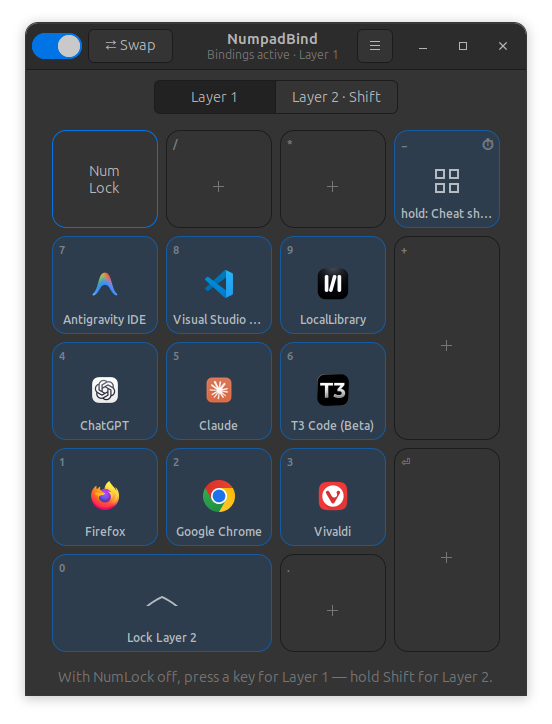 Swap
NumpadBind
Bindings active · Layer 1
Layer 1
Layer 2 · Shift
Num
Lock
/
*
−
hold: Cheat sh...
7
Antigravity IDE
8
Visual Studio ...
9
LocalLibrary
+
4
ChatGPT
5
Claude
6
T3
T3 Code (Beta)
1
Firefox
2
Google Chrome
3
Vivaldi
⏎
0
Lock Layer 2
.
With NumLock off, press a key for Layer 1 — hold Shift for Layer 2.